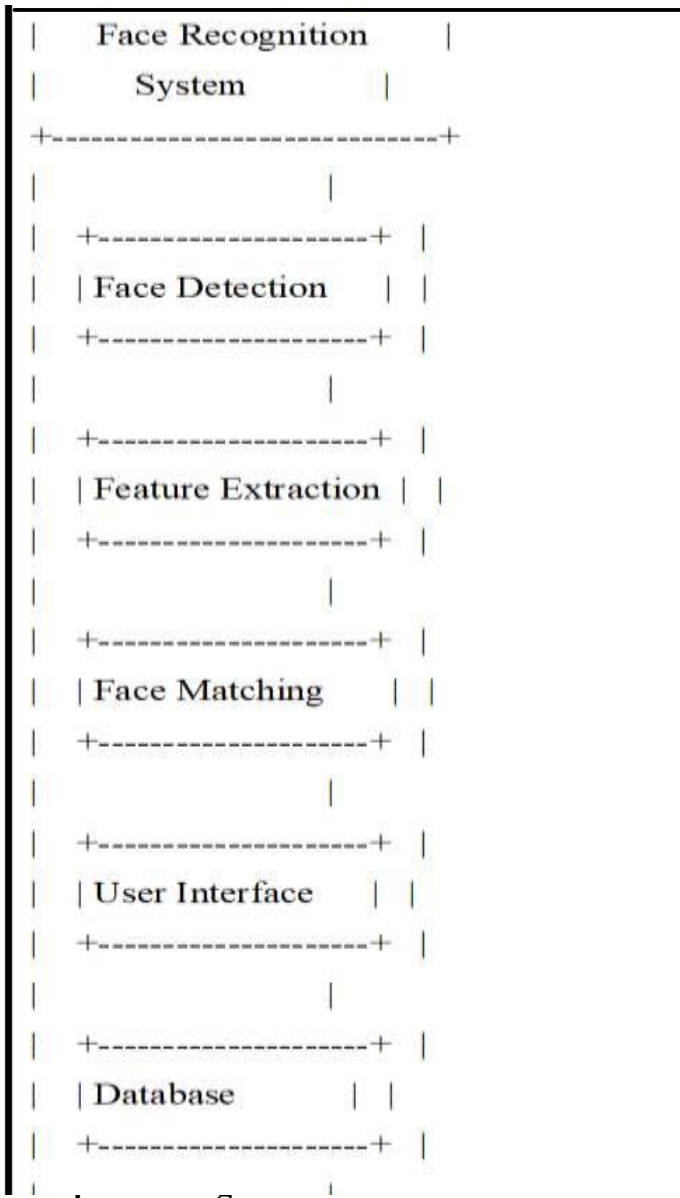 |      Face Recognition       |
|         System              |
+------------------------------+
|                    |
|   +---------------------+   |
|   | Face Detection     |   |
|   +---------------------+   |
|                    |
|   +---------------------+   |
|   | Feature Extraction |   |
|   +---------------------+   |
|                    |
|   +---------------------+   |
|   | Face Matching      |   |
|   +---------------------+   |
|                    |
|   +---------------------+   |
|   | User Interface     |   |
|   +---------------------+   |
|                    |
|   +---------------------+   |
|   | Database           |   |
|   +---------------------+   |